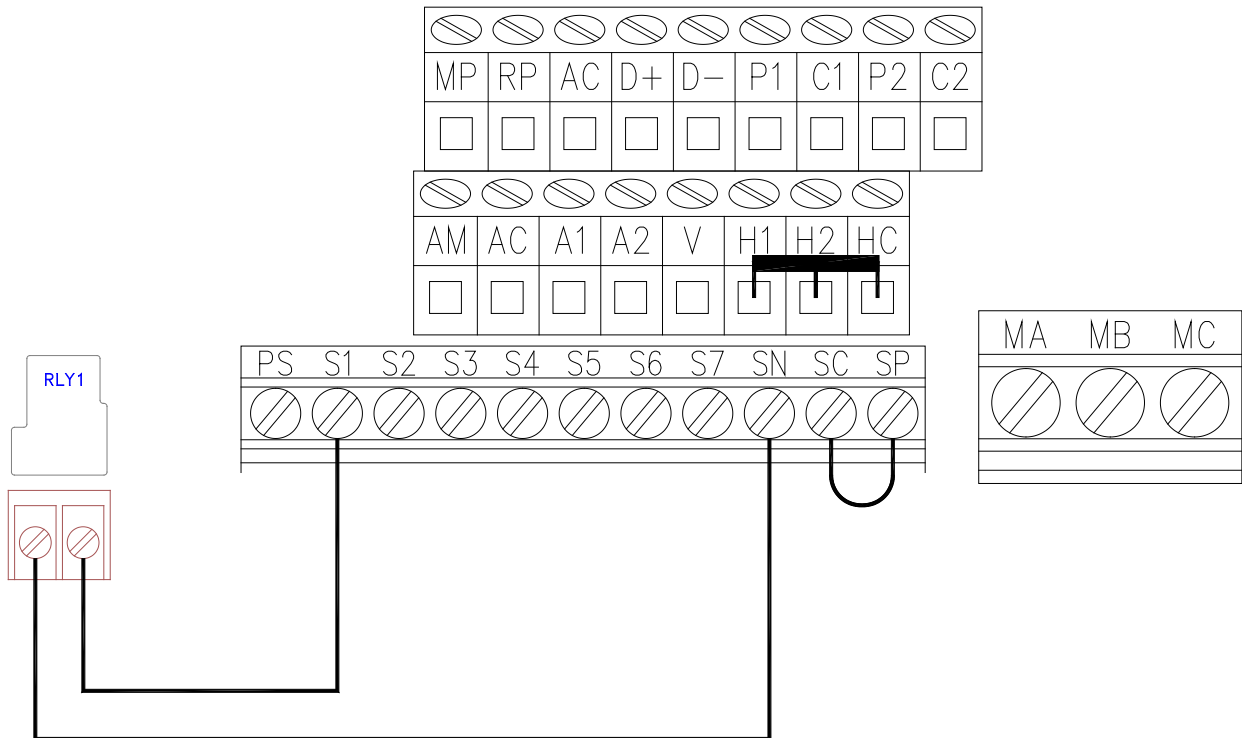 MP RP AC D+ D- P1 C1 P2 C2
AM AC A1 A2 V H1 H2 HC
MA MB MC
PS S1 S2 S3 S4 S5 S6 S7 SN SC SP
RLY1